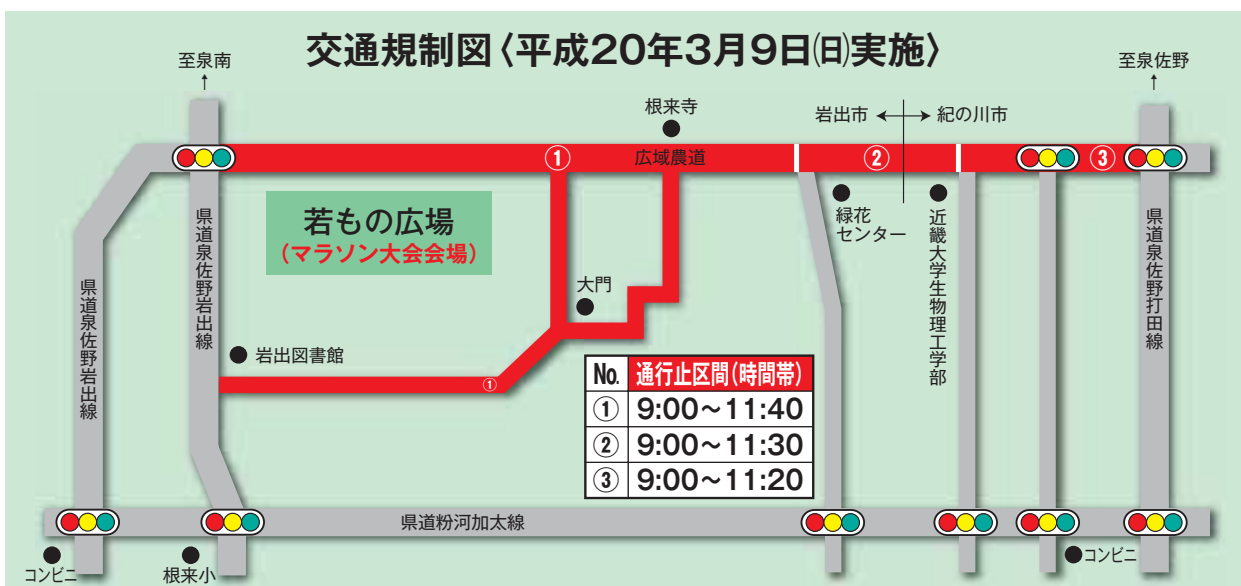 交通規制図〈平成20年3月9日㈰実施〉
至泉南
↑
至泉佐野
↑
根来寺
岩出市 ←→ 紀の川市
①
広域農道
②
③
若もの広場
(マラソン大会会場)
緑花
センター
近畿大学生物理工学部
県道泉佐野岩出線
県道泉佐野岩出線
県道泉佐野打田線
大門
岩出図書館
①
No. 通行止区間(時間帯)
① 9:00〜11:40
② 9:00〜11:30
③ 9:00〜11:20
県道粉河加太線
コンビニ
根来小
コンビニ